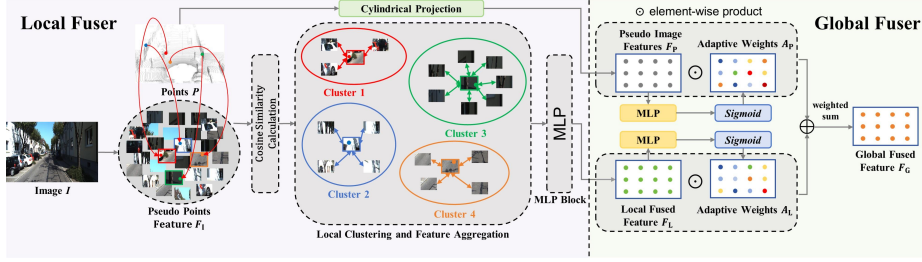 Local Fuser
Cylindrical Projection
⊙ element-wise product
Global Fuser
Points P
Image I
Pseudo Points
Feature F_I
Cosine Similarity
Calculation
Cluster 1
Cluster 2
Cluster 3
Cluster 4
Local Clustering and Feature Aggregation
MLP
MLP Block
Pseudo Image
Features F_P
Adaptive Weights A_P
MLP
Sigmoid
MLP
Sigmoid
Local Fused
Feature F_L
Adaptive Weights A_L
weighted
sum
Global Fused
Feature F_G